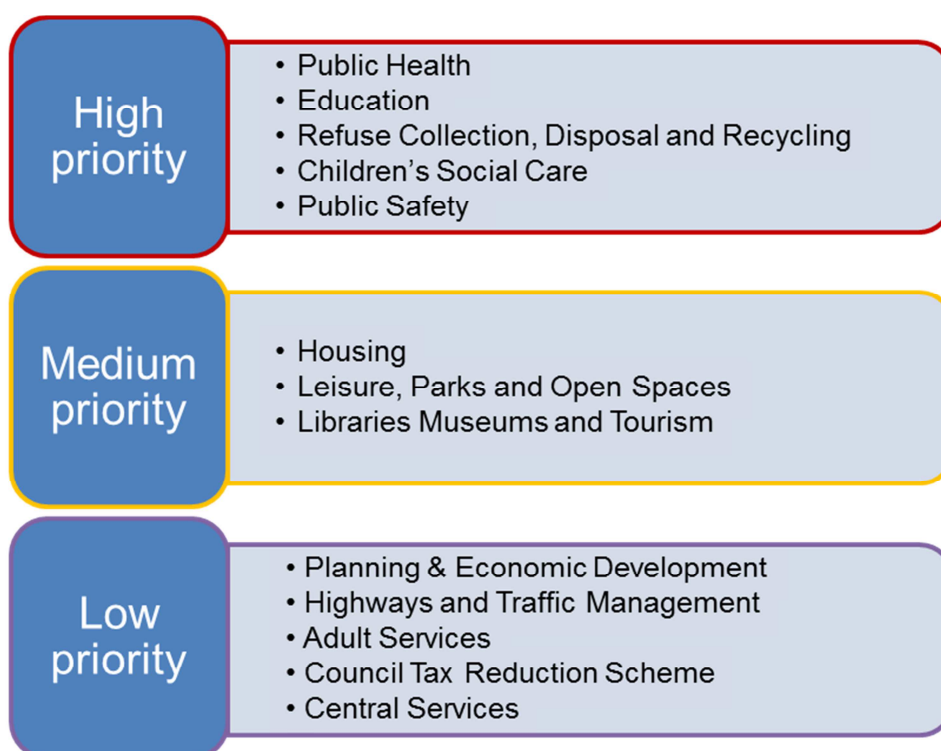 High
priority
• Public Health
• Education
• Refuse Collection, Disposal and Recycling
• Children’s Social Care
• Public Safety
Medium
priority
• Housing
• Leisure, Parks and Open Spaces
• Libraries Museums and Tourism
Low
priority
• Planning & Economic Development
• Highways and Traffic Management
• Adult Services
• Council Tax Reduction Scheme
• Central Services